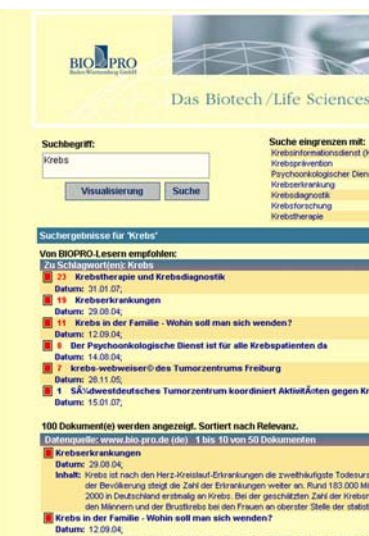 BIO PRO
Baden-Württemberg GmbH
Das Biotech/Life Sciences
Suchbegriff:
Krebs
Visualisierung
Suche
Suche eingrenzen mit:
Krebsinformationsdienst
Krebsprävention
Psychoonkologischer
Krebserkrankung
Krebsdiagnostik
Krebsforschung
Krebstherapie
Suchergebnisse für 'Krebs'
Von BIOPRO-Lesern empfohlen:
Zu Schlagwort(en): Krebs
23 Krebstherapie und Krebsdiagnostik
Datum: 31.01.07;
19 Krebserkrankungen
Datum: 29.08.04;
11 Krebs in der Familie - Wohin soll man sich wenden?
Datum: 12.09.04;
8 Der Psychoonkologische Dienst ist für alle Krebspatienten da
Datum: 14.08.04;
7 krebs-webweiser© des Tumorzentrums Freiburg
Datum: 28.11.05;
1 SÃ¼dwestdeutsches Tumorzentrum koordiniert AktivitÃ¤ten gegen
Datum: 15.01.07;
100 Dokument(e) werden angezeigt. Sortiert nach Relevanz.
Datenquelle: www.bio-pro.de (de) 1 bis 10 von 50 Dokumenten
Krebserkrankungen
Datum: 29.08.04;
Inhalt: Krebs ist nach den Herz-Kreislauf-Erkrankungen die zweithäufigste
der Bevölkerung steigt die Zahl der Erkrankungen weiter an. Rund 183.000
2000 in Deutschland erstmalig an Krebs. Bei der geschätzten Zahl der
den Männern und der Brustkrebs bei den Frauen an oberster Stelle der
Krebs in der Familie - Wohin soll man sich wenden?
Datum: 12.09.04;